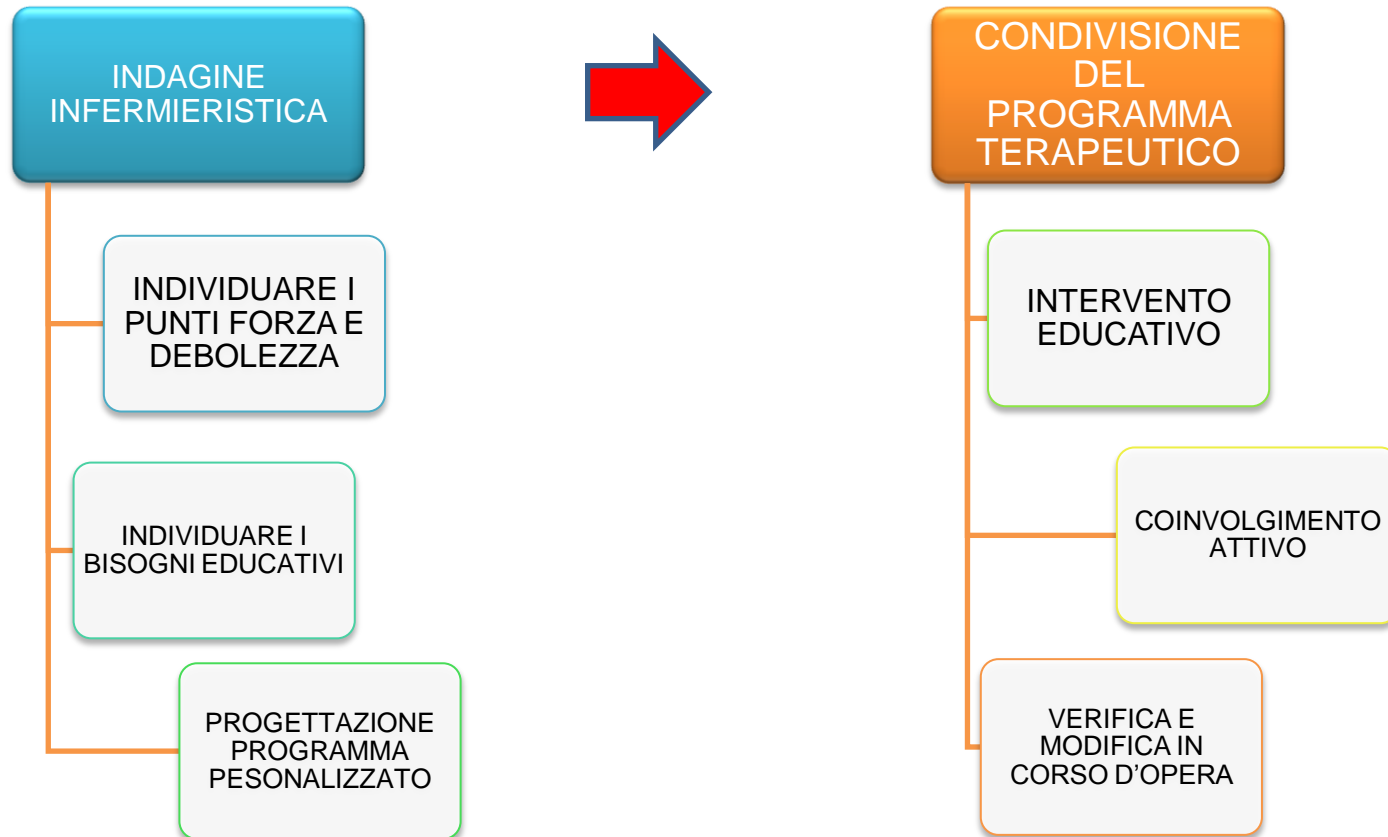 INDAGINE
INFERMIERISTICA
INDIVIDUARE I
PUNTI FORZA E
DEBOLEZZA
INDIVIDUARE I
BISOGNI EDUCATIVI
PROGETTAZIONE
PROGRAMMA
PESONALIZZATO
CONDIVISIONE
DEL
PROGRAMMA
TERAPEUTICO
INTERVENTO
EDUCATIVO
COINVOLGIMENTO
ATTIVO
VERIFICA E
MODIFICA IN
CORSO D’OPERA